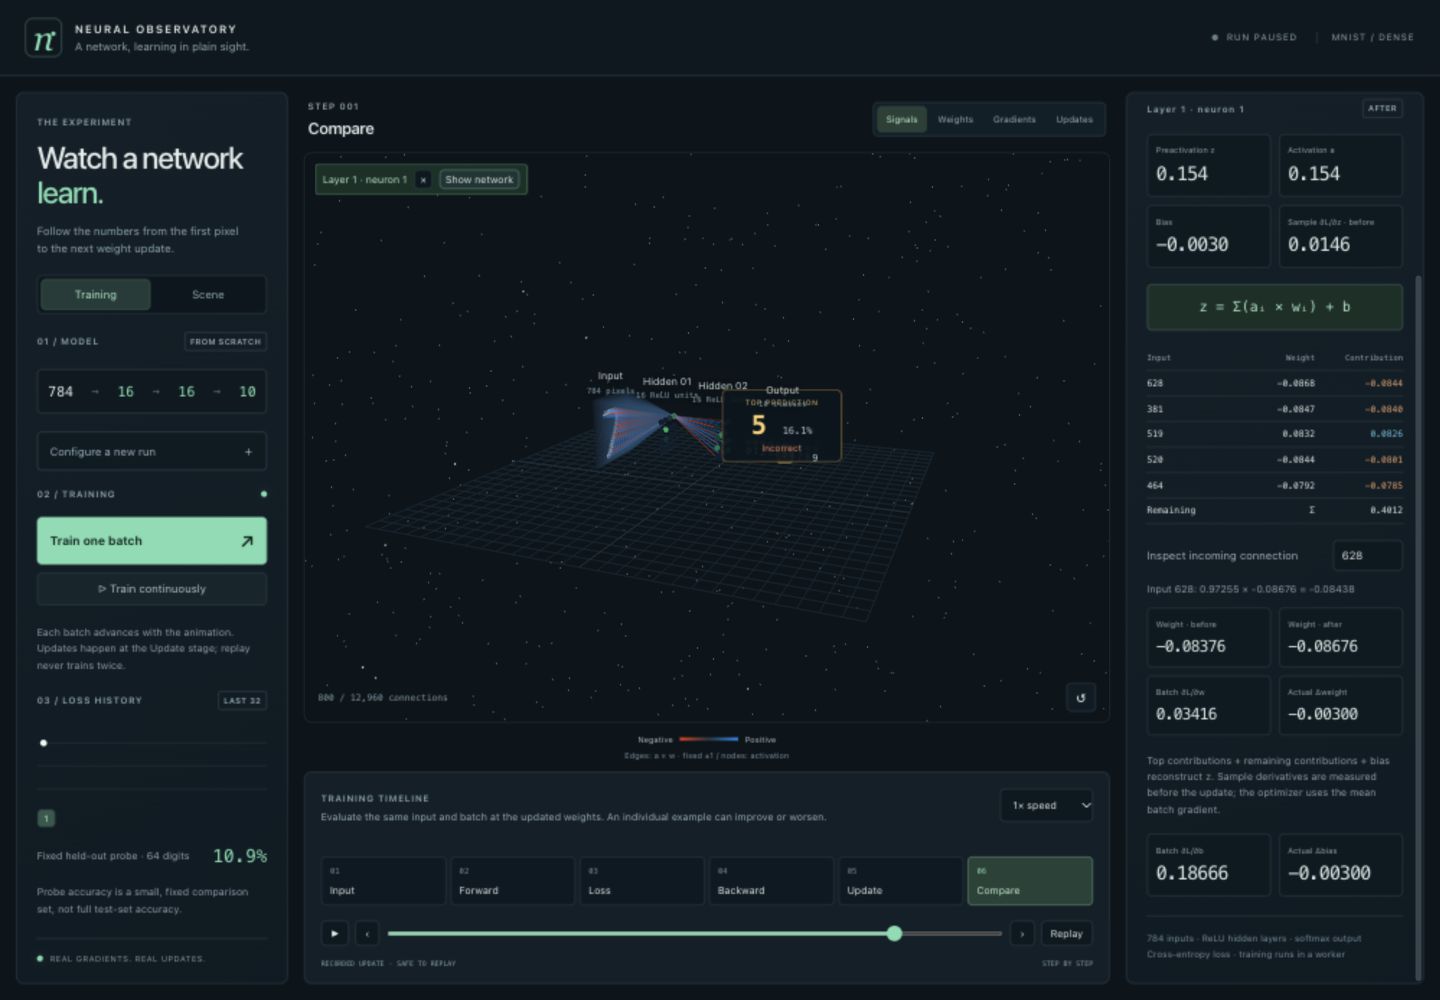 n
NEURAL OBSERVATORY
A network, learning in plain sight.
RUN PAUSED
MNIST / DENSE
THE EXPERIMENT
Watch a network
learn.
Follow the numbers from the first pixel
to the next weight update.
Training
Scene
01 / MODEL
FROM SCRATCH
784 → 16 → 16 → 10
Configure a new run +
02 / TRAINING
Train one batch
Train continuously
Each batch advances with the animation.
Updates happen at the Update stage; replay
never trains twice.
03 / LOSS HISTORY
LAST 32
1
Fixed held-out probe · 64 digits 10.9%
Probe accuracy is a small, fixed comparison
set, not full test-set accuracy.
REAL GRADIENTS. REAL UPDATES.
STEP 001
Compare
Signals
Weights
Gradients
Updates
Layer 1 · neuron 1 ×
Show network
Input
784 pixels
Hidden 01
16 ReLU units
Hidden 02
16 ReLU
Output
TOP PREDICTION
5 16.1%
Incorrect
9
800 / 12,960 connections
Negative
Positive
Edges: a × w · fixed ±1 / nodes: activation
TRAINING TIMELINE
Evaluate the same input and batch at the updated weights. An individual example can improve or worsen.
1× speed
01
Input
02
Forward
03
Loss
04
Backward
05
Update
06
Compare
Replay
RECORDED UPDATE · SAFE TO REPLAY
STEP BY STEP
Layer 1 · neuron 1
AFTER
Preactivation z
0.154
Activation a
0.154
Bias
−0.0030
Sample ∂L/∂z · before
0.0146
z = Σ(aᵢ × wᵢ) + b
Input Weight Contribution
628 −0.0868 −0.0844
381 −0.0847 −0.0840
519 0.0832 0.0826
520 −0.0844 −0.0801
464 −0.0792 −0.0785
Remaining Σ 0.4012
Inspect incoming connection 628
Input 628: 0.97255 × −0.08676 = −0.08438
Weight · before
−0.08376
Weight · after
−0.08676
Batch ∂L/∂w
0.03416
Actual Δweight
−0.00300
Top contributions + remaining contributions + bias
reconstruct z. Sample derivatives are measured
before the update; the optimizer uses the mean
batch gradient.
Batch ∂L/∂b
0.18666
Actual Δbias
−0.00300
784 inputs · ReLU hidden layers · softmax output
Cross-entropy loss · training runs in a worker